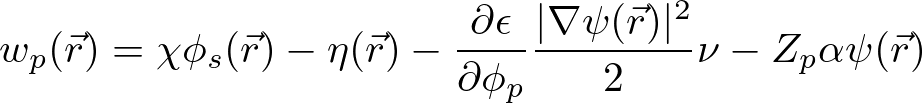 $w_p(\vec{r}) = \chi\phi_s(\vec{r}) - \eta(\vec{r}) - \frac{\partial\epsilon}{\partial\phi_p}\frac{|\nabla\psi(\vec{r})|^2}{2}\nu - Z_p\alpha\psi(\vec{r})$